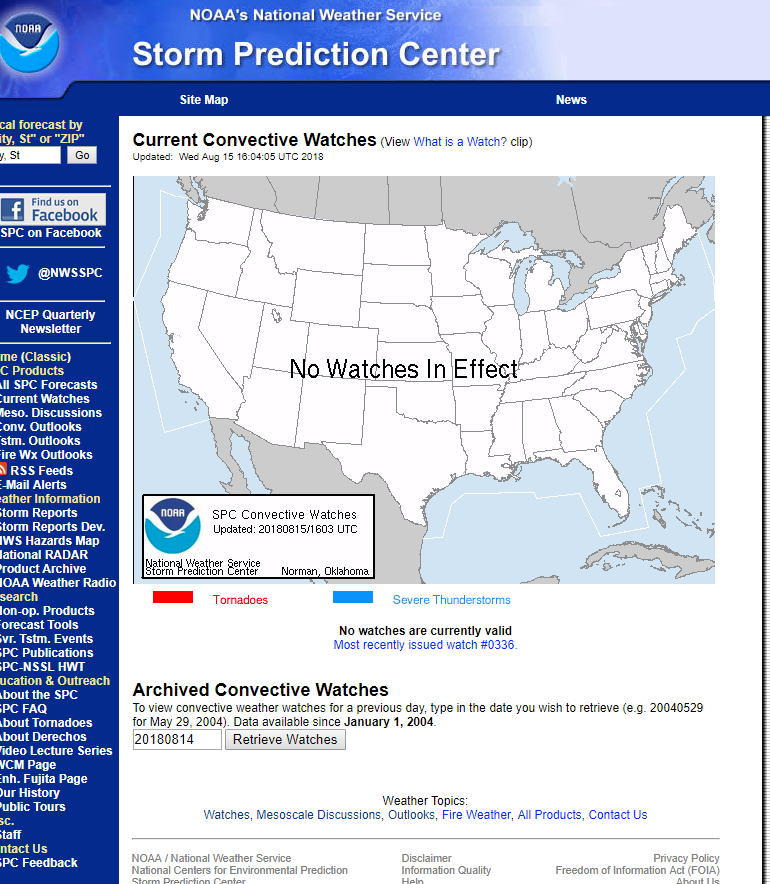 NOAA
NOAA's National Weather Service
Storm Prediction Center
Site Map
News
cal forecast by
ity, St" or "ZIP"
y, St
Go
Find us on
Facebook
SPC on Facebook
@NWSSPC
NCEP Quarterly
Newsletter
me (Classic)
C Products
All SPC Forecasts
Current Watches
Meso. Discussions
Conv. Outlooks
Tstm. Outlooks
Fire Wx Outlooks
RSS Feeds
E-Mail Alerts
eather Information
Storm Reports
Storm Reports Dev.
NWS Hazards Map
National RADAR
Product Archive
NOAA Weather Radio
search
Non-op. Products
Forecast Tools
Svr. Tstm. Events
SPC Publications
SPC-NSSL HWT
ucation & Outreach
About the SPC
SPC FAQ
About Tornadoes
About Derechos
Video Lecture Series
WCM Page
Enh. Fujita Page
Our History
Public Tours
sc.
Staff
ntact Us
SPC Feedback
Current Convective Watches (View What is a Watch? clip)
Updated: Wed Aug 15 16:04:05 UTC 2018
No Watches In Effect
NOAA
SPC Convective Watches
Updated: 20180815/1603 UTC
National Weather Service
Storm Prediction Center Norman, Oklahoma
Tornadoes
Severe Thunderstorms
No watches are currently valid
Most recently issued watch #0336.
Archived Convective Watches
To view convective weather watches for a previous day, type in the date you wish to retrieve (e.g. 20040529
for May 29, 2004). Data available since January 1, 2004.
20180814
Retrieve Watches
Weather Topics:
Watches, Mesoscale Discussions, Outlooks, Fire Weather, All Products, Contact Us
NOAA / National Weather Service
National Centers for Environmental Prediction
Storm Prediction Center
Disclaimer
Information Quality
Help
Privacy Policy
Freedom of Information Act (FOIA)
About Us